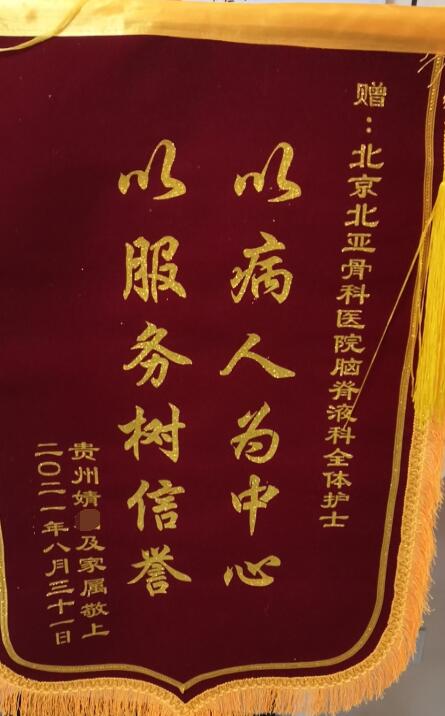 赠：北京北亚骨科医院脑脊液科全体护士
以病人为中心
以服务树信誉
贵州婧及家属敬上
二〇二一年八月三十一日